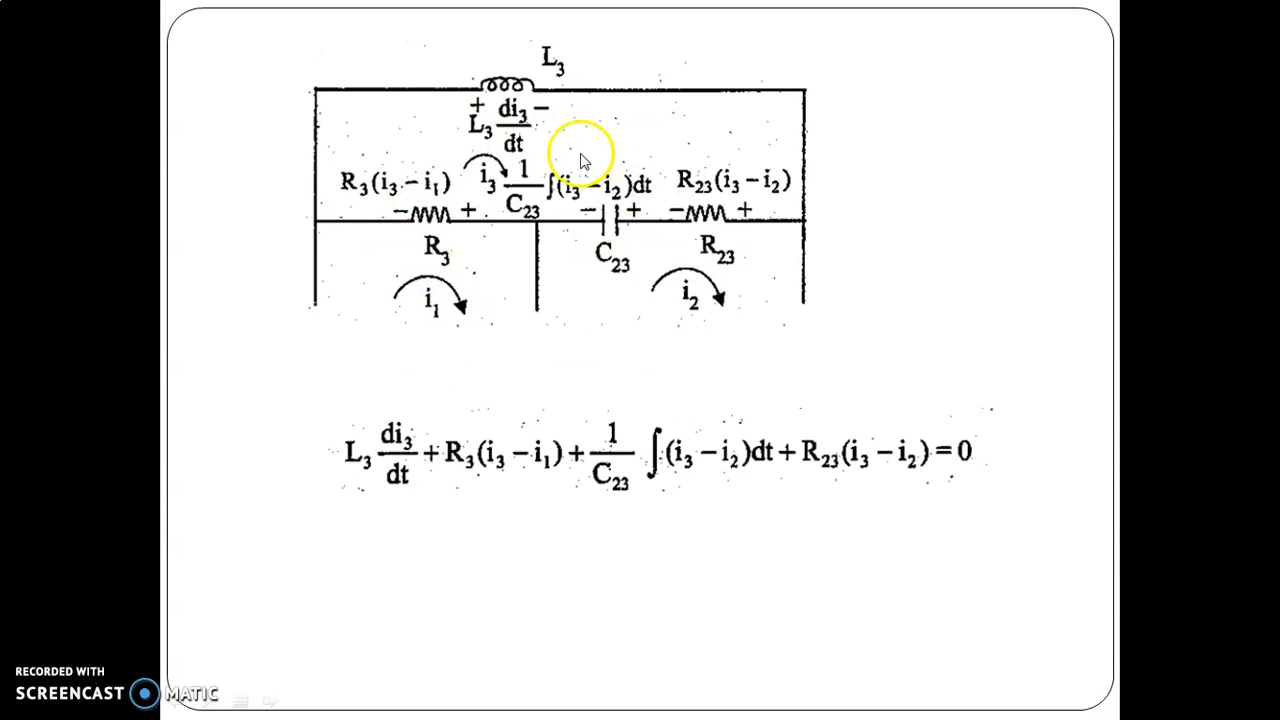 L₃
+ L₃ di₃/dt −
R₃(i₃ − i₁)
i₃
1/C₂₃ ∫(i₃ − i₂)dt
R₂₃(i₃ − i₂)
− +
− +
− +
R₃
C₂₃
R₂₃
i₁
i₂
L₃ di₃/dt + R₃(i₃ − i₁) + 1/C₂₃ ∫(i₃ − i₂)dt + R₂₃(i₃ − i₂) = 0
RECORDED WITH
SCREENCAST MATIC